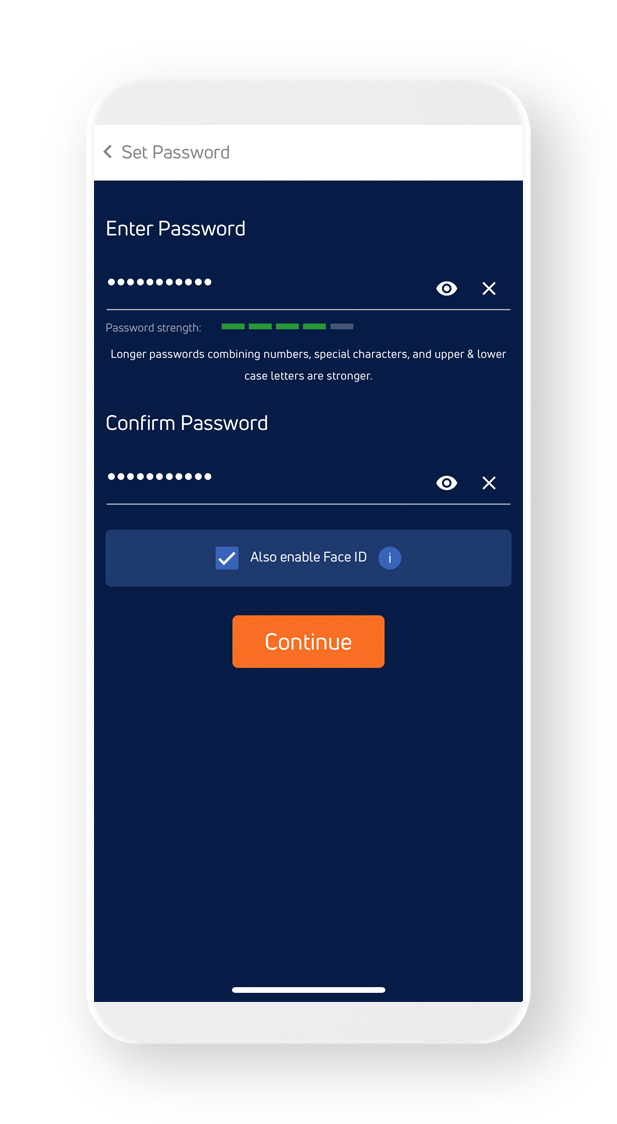 Set Password
Enter Password
•••••••••••
Password strength:
Longer passwords combining numbers, special characters, and upper & lower
case letters are stronger.
Confirm Password
•••••••••••
Also enable Face ID i
Continue